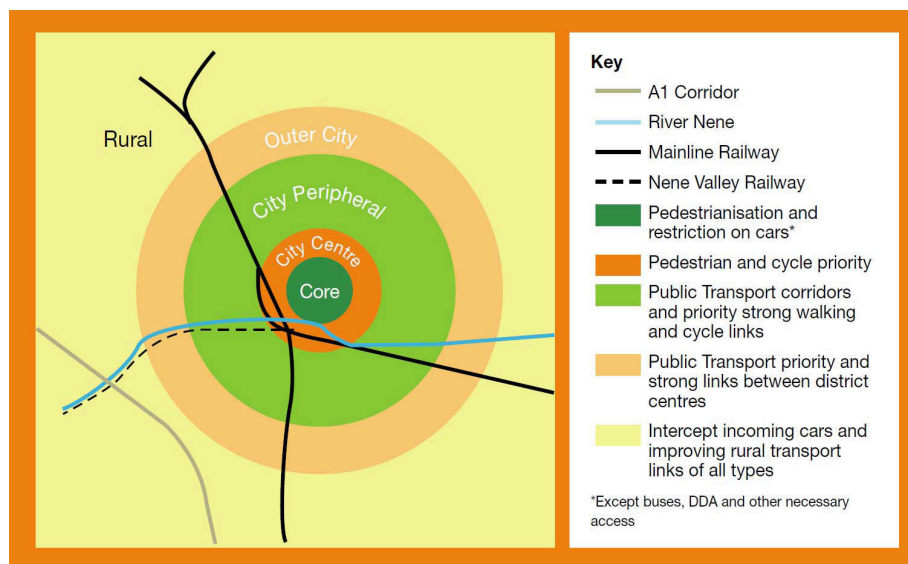 Rural
Outer City
City Peripheral
City Centre
Core
Key
A1 Corridor
River Nene
Mainline Railway
Nene Valley Railway
Pedestrianisation and
restriction on cars*
Pedestrian and cycle priority
Public Transport corridors
and priority strong walking
and cycle links
Public Transport priority and
strong links between district
centres
Intercept incoming cars and
improving rural transport
links of all types
*Except buses, DDA and other necessary
access